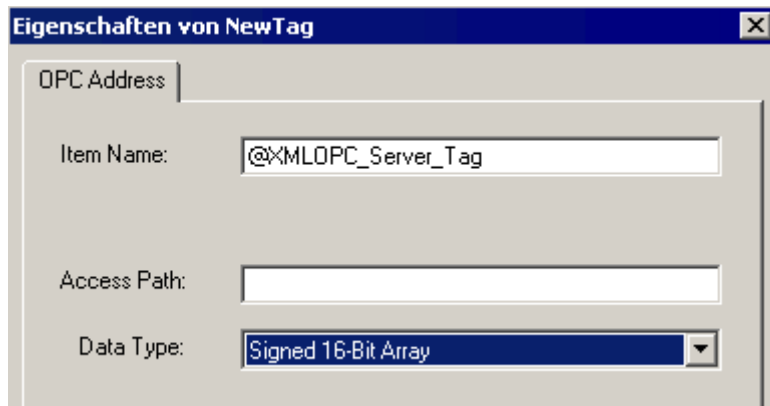 Eigenschaften von NewTag
OPC Address
Item Name: @XMLOPC_Server_Tag
Access Path:
Data Type: Signed 16-Bit Array